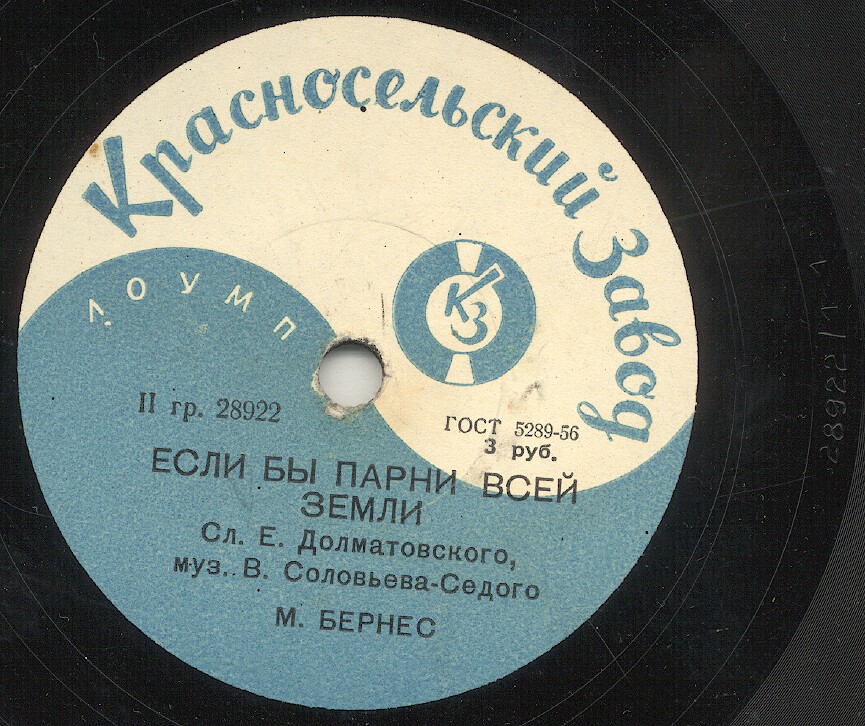 Красносельский Завод
ЛОУМП
КЗ
II гр. 28922
ГОСТ 5289-56
3 руб.
ЕСЛИ БЫ ПАРНИ ВСЕЙ
ЗЕМЛИ
Сл. Е. Долматовского,
муз. В. Соловьева-Седого
М. БЕРНЕС
28922/1